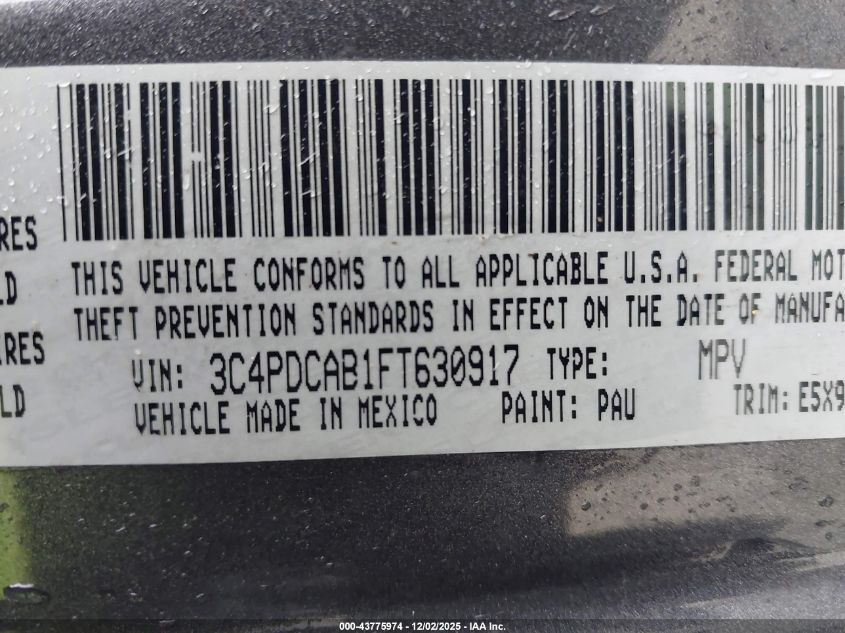 RES
LD
RES
LD
THIS VEHICLE CONFORMS TO ALL APPLICABLE U.S.A. FEDERAL MOT
THEFT PREVENTION STANDARDS IN EFFECT ON THE DATE OF MANUFA
VIN: 3C4PDCAB1FT630917 TYPE: MPV
VEHICLE MADE IN MEXICO PAINT: PAU TRIM: E5X9
000-43775974 - 12/02/2025 - IAA Inc.